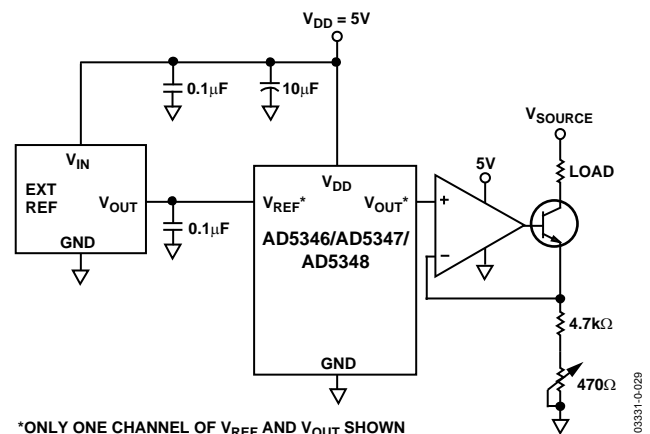 V_DD = 5V
0.1μF
10μF
V_SOURCE
LOAD
5V
V_IN
EXT
REF
V_OUT
GND
0.1μF
V_DD
V_REF*
V_OUT*
AD5346/AD5347/
AD5348
GND
+
–
4.7kΩ
470Ω
*ONLY ONE CHANNEL OF V_REF AND V_OUT SHOWN
03331-0-029